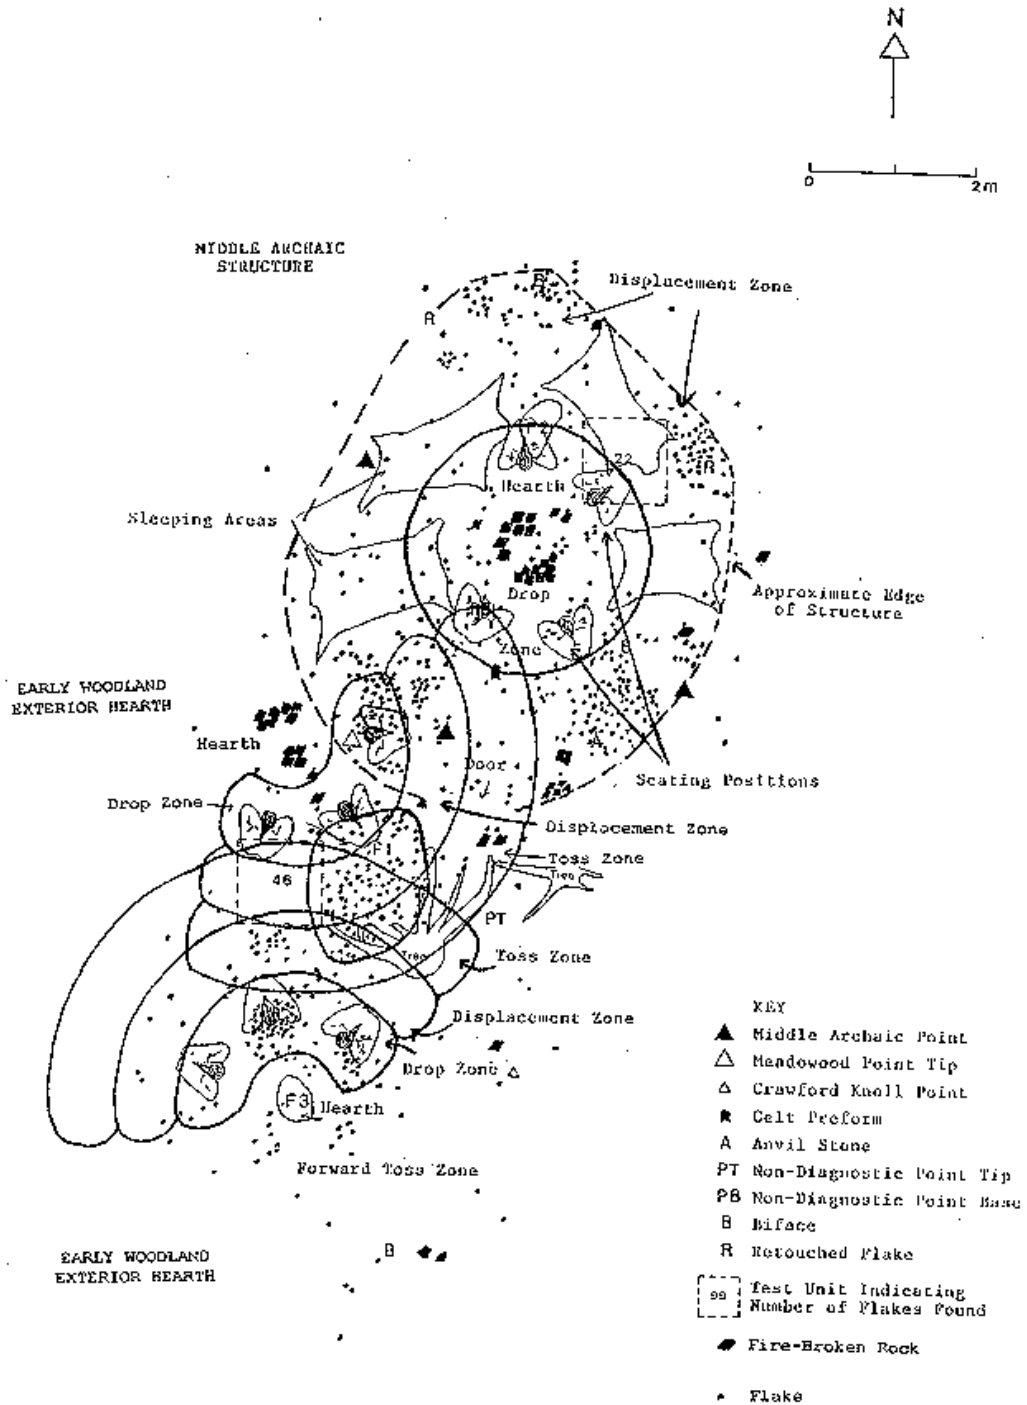 N
0 2m
MIDDLE ARCHAIC
STRUCTURE
Displacement Zone
B
R
F2
22
R
Hearth
Sleeping Areas
Drop
Zone
Approximate Edge
of Structure
PB
B
A
EARLY WOODLAND
EXTERIOR HEARTH
Hearth
Door
Seating Positions
Drop Zone
Displacement Zone
F1
Toss Zone
Tree
46
PT
Tree
Toss Zone
Displacement Zone
Drop Zone
F3
Hearth
Forward Toss Zone
B
EARLY WOODLAND
EXTERIOR HEARTH
KEY
Middle Archaic Point
Meadowood Point Tip
Crawford Knoll Point
Celt Preform
A Anvil Stone
PT Non-Diagnostic Point Tip
PB Non-Diagnostic Point Base
B Biface
R Retouched Flake
99 Test Unit Indicating
Number of Flakes Found
Fire-Broken Rock
Flake